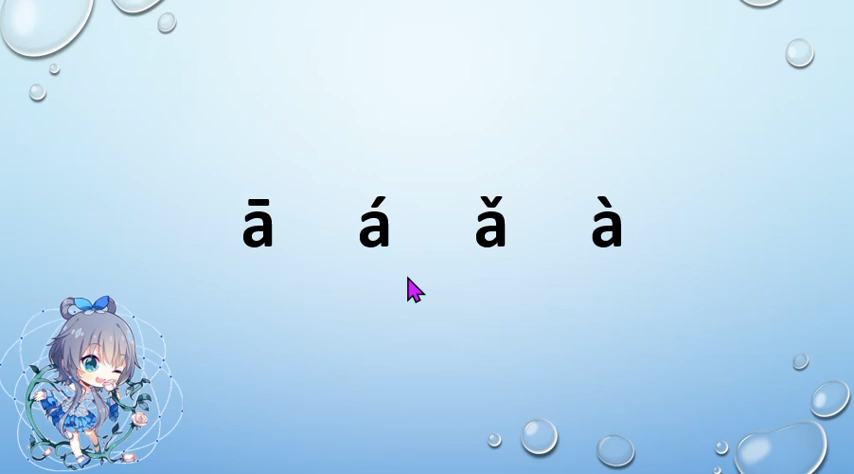 ā á ǎ à